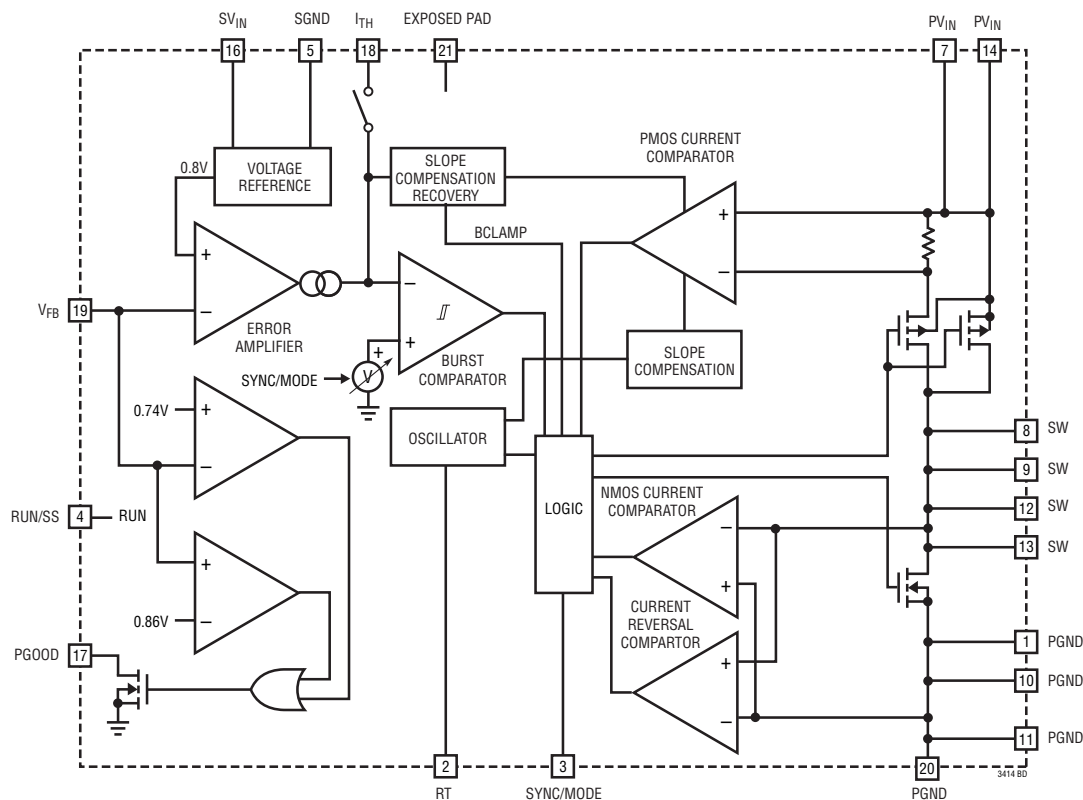 SVIN
SGND
ITH
EXPOSED PAD
PVIN
PVIN
16
5
18
21
7
14
0.8V
VOLTAGE
REFERENCE
SLOPE
COMPENSATION
RECOVERY
PMOS CURRENT
COMPARATOR
BCLAMP
+
–
ERROR
AMPLIFIER
VFB
19
–
+
BURST
COMPARATOR
+
–
SLOPE
COMPENSATION
SYNC/MODE
+
V
0.74V
+
–
OSCILLATOR
LOGIC
8
SW
9
SW
12
SW
13
SW
RUN/SS
4
RUN
NMOS CURRENT
COMPARATOR
–
+
+
–
0.86V
CURRENT
REVERSAL
COMPARTOR
+
–
PGOOD
17
1
PGND
10
PGND
11
PGND
2
RT
3
SYNC/MODE
20
PGND
3414 BD